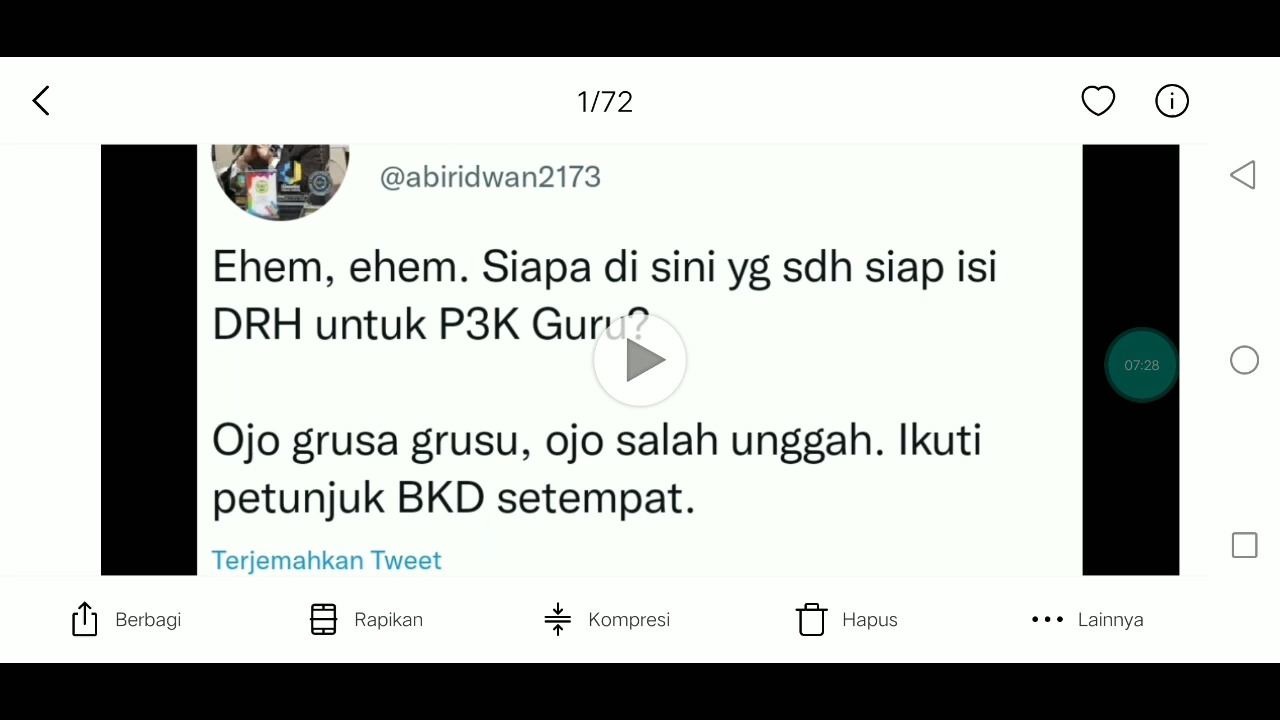 1/72
@abiridwan2173
Ehem, ehem. Siapa di sini yg sdh siap isi
DRH untuk P3K Guru?
07:28
Ojo grusa grusu, ojo salah unggah. Ikuti
petunjuk BKD setempat.
Terjemahkan Tweet
Berbagi
Rapikan
Kompresi
Hapus
Lainnya